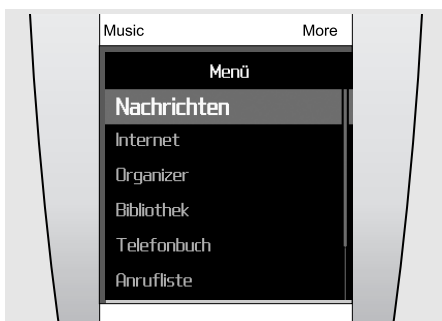 Music More
Menü
Nachrichten
Internet
Organizer
Bibliothek
Telefonbuch
Anrufliste